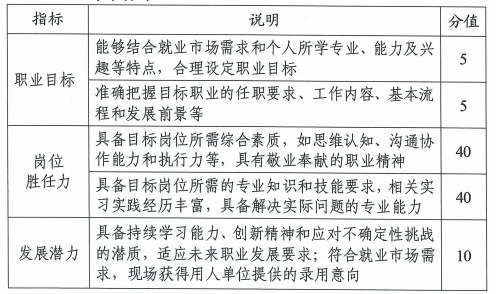 指标 说明 分值
能够结合就业市场需求和个人所学专业、能力及兴
趣等特点，合理设定职业目标
5
职业目标
准确把握目标职业的任职要求、工作内容、基本流
程和发展前景等
5
具备目标岗位所需综合素质，如思维认知、沟通协
作能力和执行力等，具有敬业奉献的职业精神
40
岗位
胜任力
具备目标岗位所需的专业知识和技能要求，相关实
习实践经历丰富，具备解决实际问题的专业能力
40
具备持续学习能力、创新精神和应对不确定性挑战
的潜质，适应未来职业发展要求；符合就业市场需
求，现场获得用人单位提供的录用意向
发展潜力
10